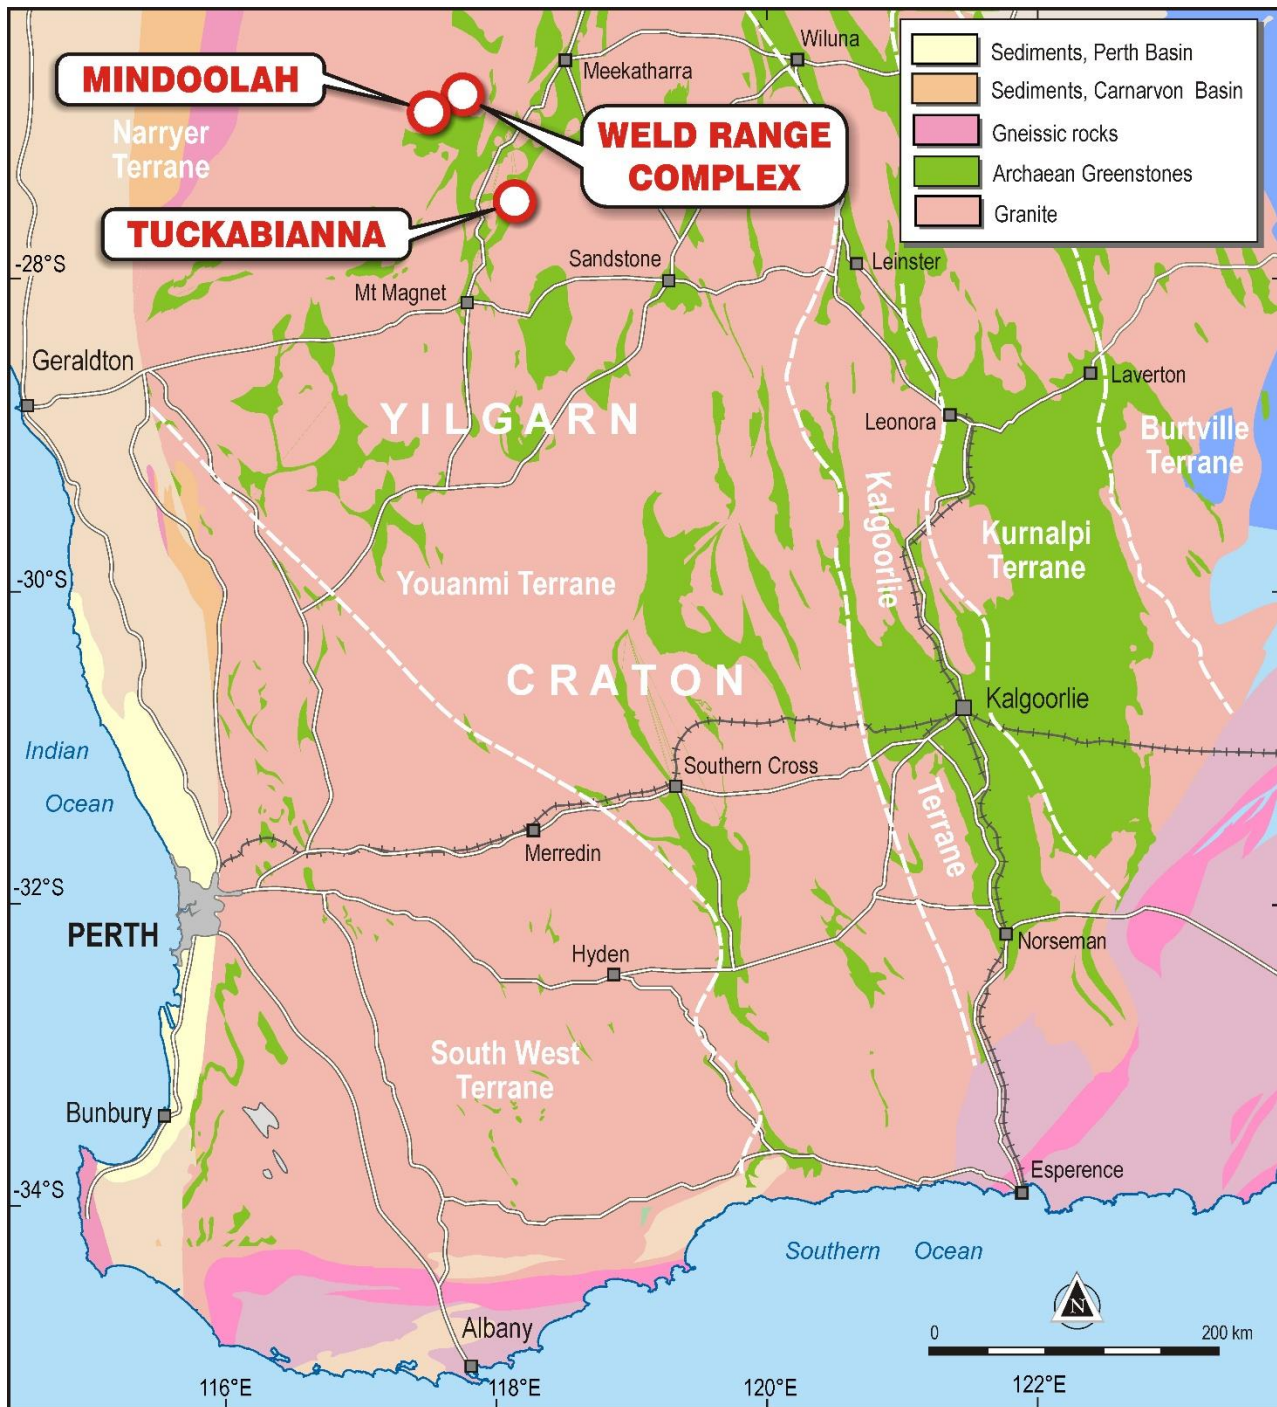 Wiluna
Meekatharra
MINDOOLAH
WELD RANGE
COMPLEX
Narryer
Terrane
TUCKABIANNA
Sediments, Perth Basin
Sediments, Carnarvon Basin
Gneissic rocks
Archaean Greenstones
Granite
-28°S
Sandstone
Leinster
Mt Magnet
Geraldton
Laverton
YILGARN
Leonora
Burtville
Terrane
Kalgoorlie
Kurnalpi
Terrane
-30°S
Youanmi Terrane
CRATON
Kalgoorlie
Indian
Ocean
Southern Cross
Terrane
Merredin
-32°S
PERTH
Norseman
Hyden
South West
Terrane
Bunbury
-34°S
Esperence
Southern Ocean
N
Albany
0
200 km
116°E
118°E
120°E
122°E